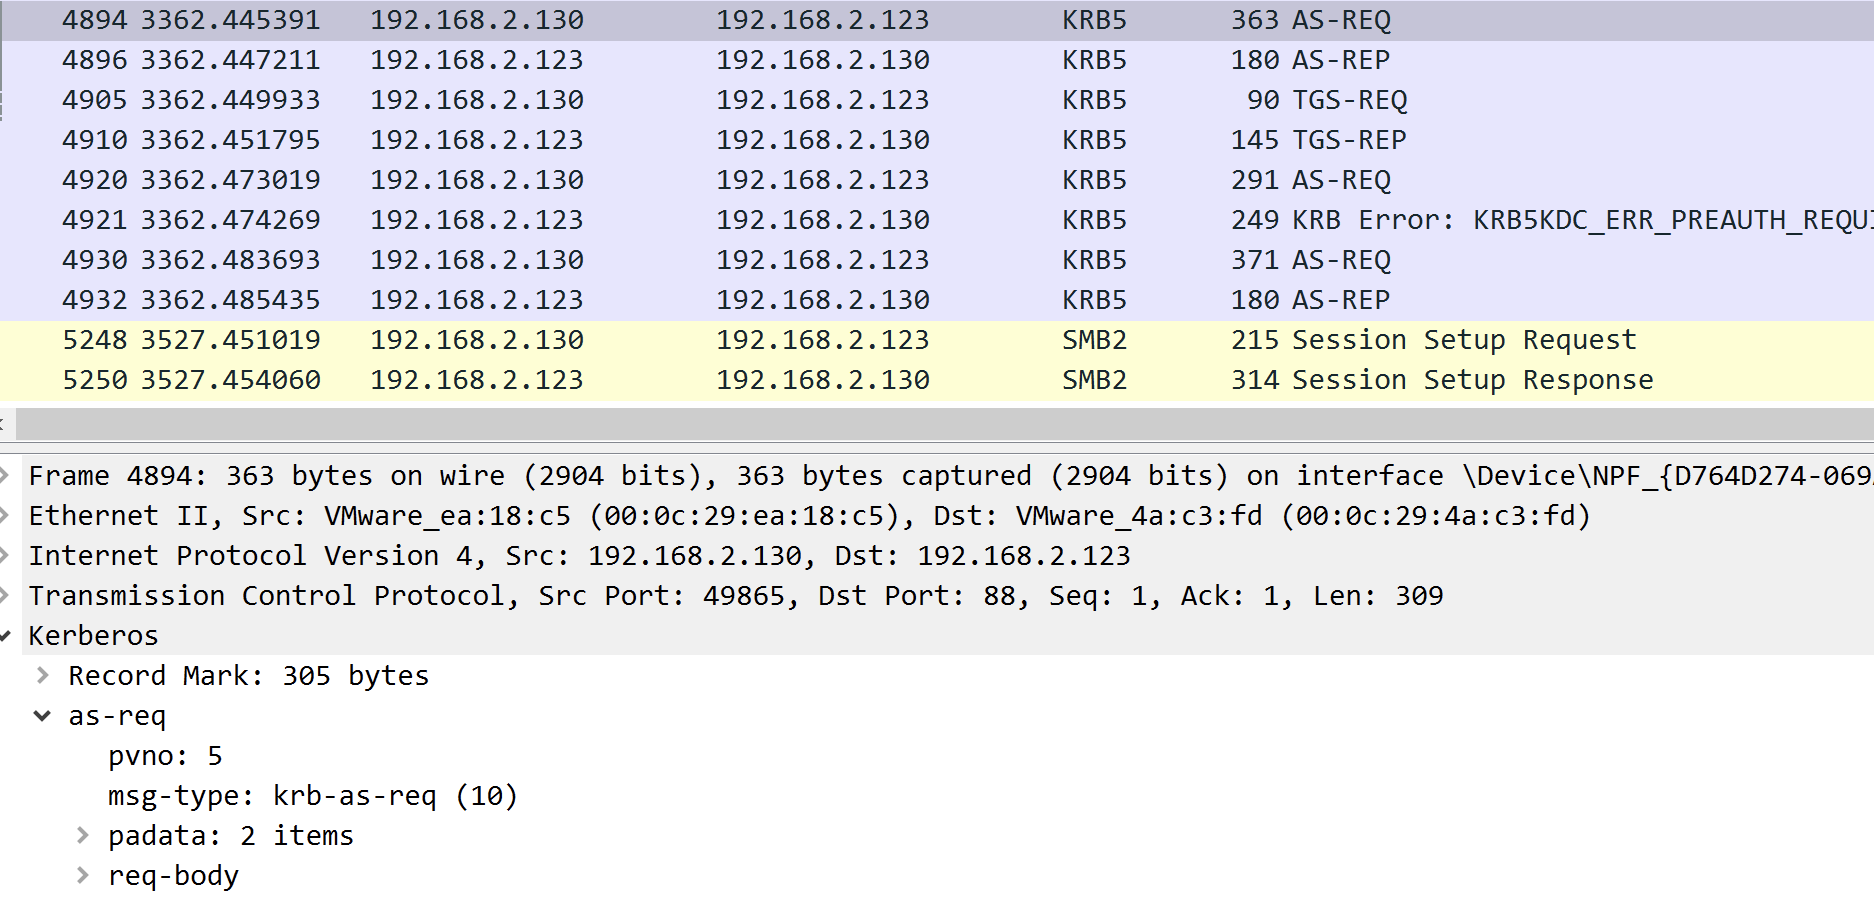 4894 3362.445391 192.168.2.130 192.168.2.123 KRB5 363 AS-REQ
4896 3362.447211 192.168.2.123 192.168.2.130 KRB5 180 AS-REP
4905 3362.449933 192.168.2.130 192.168.2.123 KRB5 90 TGS-REQ
4910 3362.451795 192.168.2.123 192.168.2.130 KRB5 145 TGS-REP
4920 3362.473019 192.168.2.130 192.168.2.123 KRB5 291 AS-REQ
4921 3362.474269 192.168.2.123 192.168.2.130 KRB5 249 KRB Error: KRB5KDC_ERR_PREAUTH_REQUI
4930 3362.483693 192.168.2.130 192.168.2.123 KRB5 371 AS-REQ
4932 3362.485435 192.168.2.123 192.168.2.130 KRB5 180 AS-REP
5248 3527.451019 192.168.2.130 192.168.2.123 SMB2 215 Session Setup Request
5250 3527.454060 192.168.2.123 192.168.2.130 SMB2 314 Session Setup Response
Frame 4894: 363 bytes on wire (2904 bits), 363 bytes captured (2904 bits) on interface \Device\NPF_{D764D274-069
Ethernet II, Src: VMware_ea:18:c5 (00:0c:29:ea:18:c5), Dst: VMware_4a:c3:fd (00:0c:29:4a:c3:fd)
Internet Protocol Version 4, Src: 192.168.2.130, Dst: 192.168.2.123
Transmission Control Protocol, Src Port: 49865, Dst Port: 88, Seq: 1, Ack: 1, Len: 309
Kerberos
Record Mark: 305 bytes
as-req
pvno: 5
msg-type: krb-as-req (10)
padata: 2 items
req-body